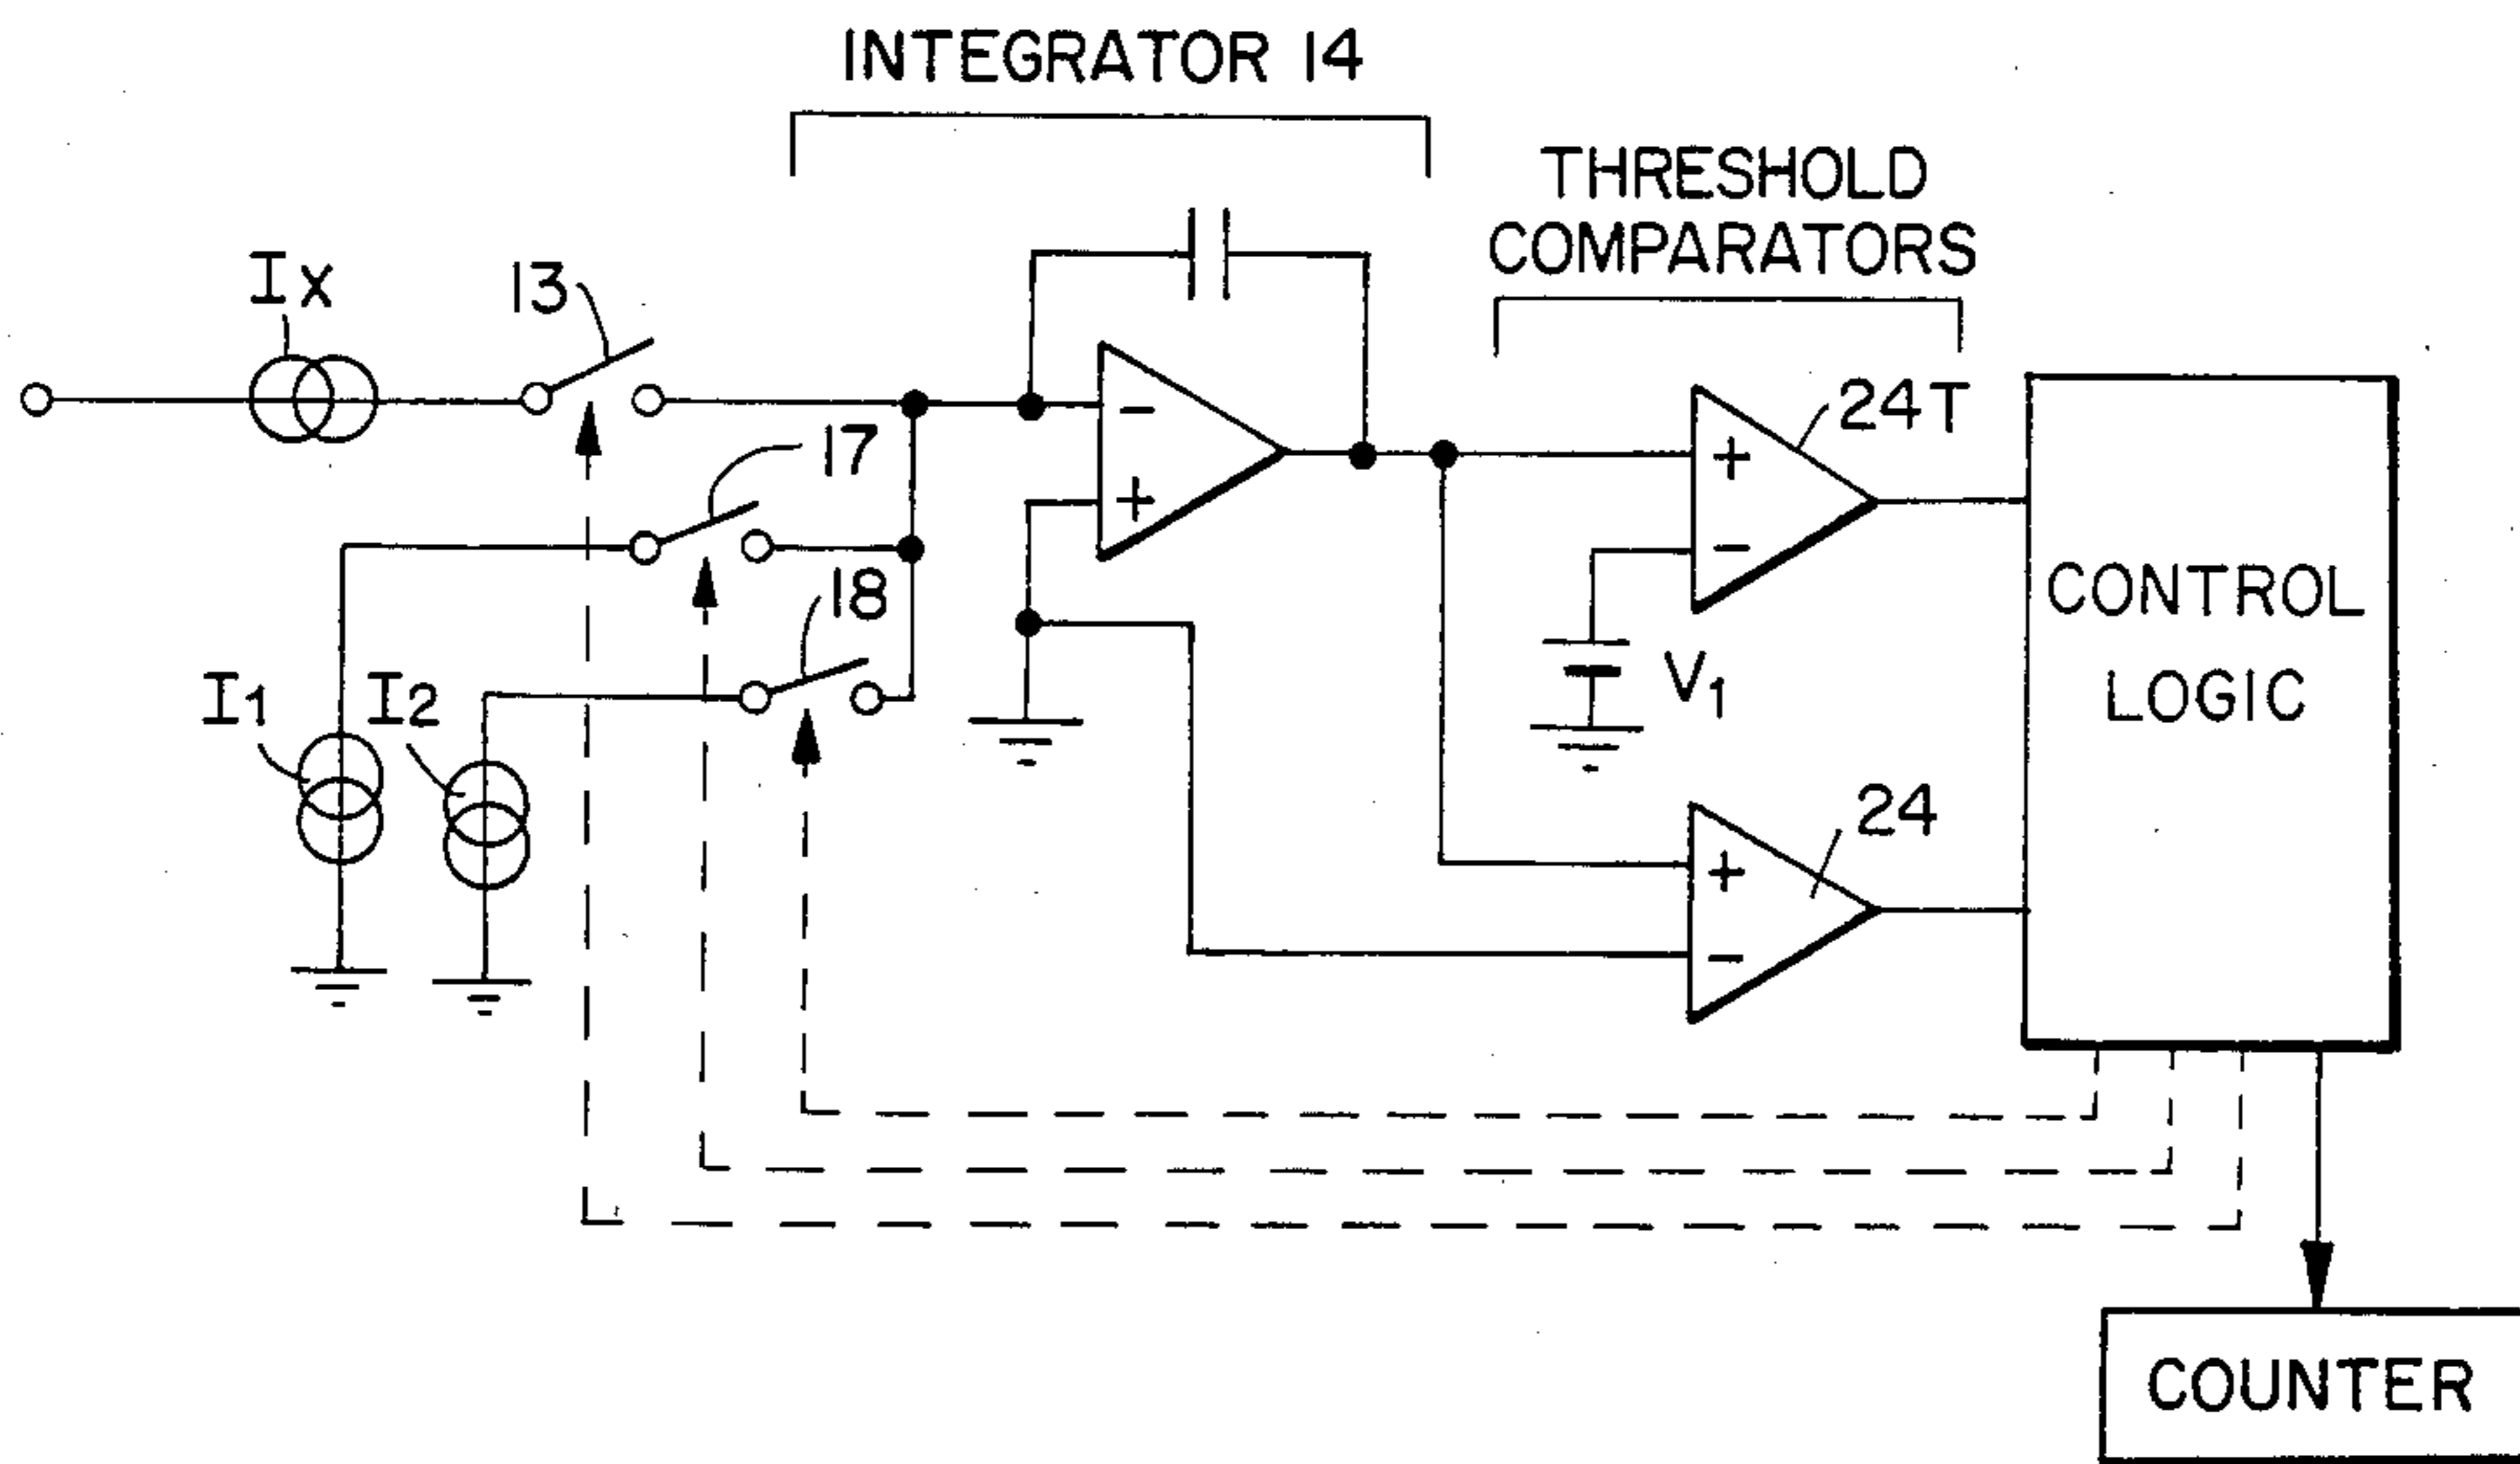 INTEGRATOR 14
THRESHOLD
COMPARATORS
Ix
13
24T
17
18
CONTROL
LOGIC
I1
I2
V1
24
COUNTER
-
+
+
-
+
-